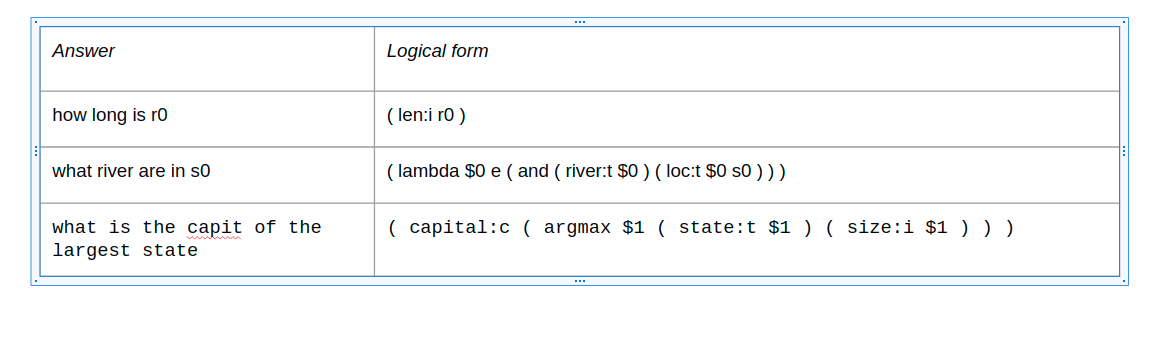 Answer
Logical form
how long is r0
( len:i r0 )
what river are in s0
( lambda $0 e ( and ( river:t $0 ) ( loc:t $0 s0 ) ) )
what is the capit of the
largest state
( capital:c ( argmax $1 ( state:t $1 ) ( size:i $1 ) ) )